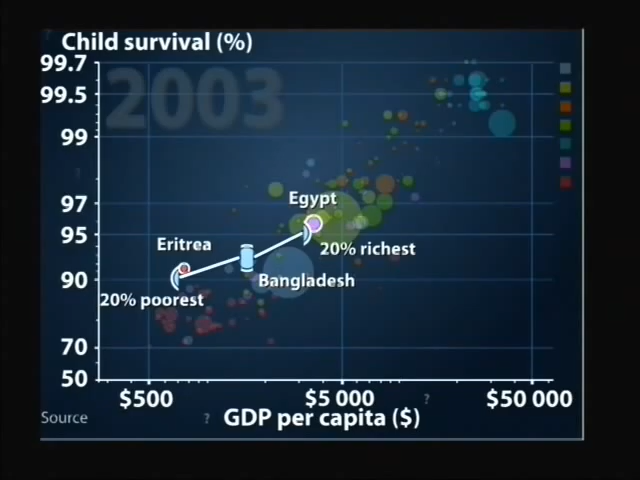 Child survival (%)
2003
99.7
99.5
99
97
95
90
70
50
Egypt
Eritrea
20% richest
Bangladesh
20% poorest
$500
$5 000
$50 000
?
?
Source
GDP per capita ($)